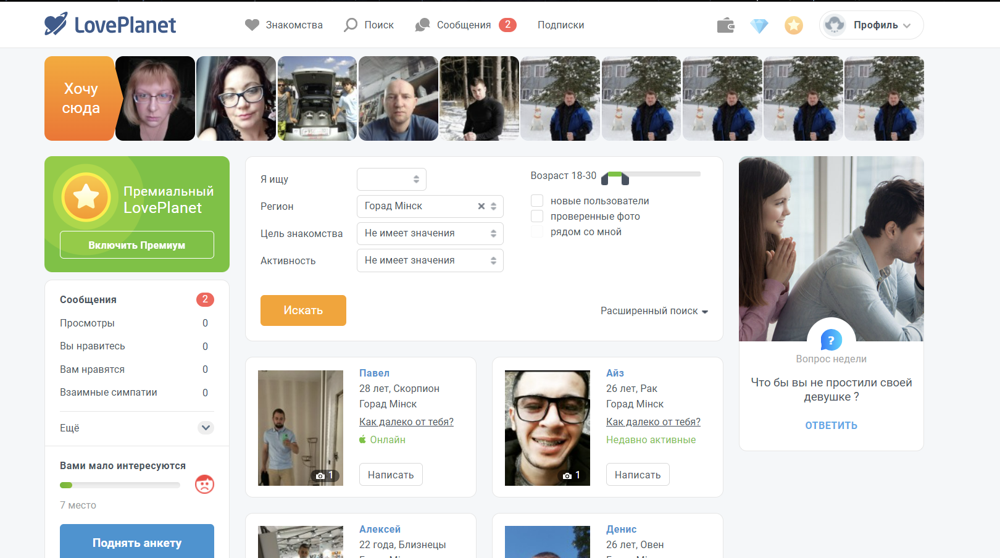 LovePlanet
Знакомства
Поиск
Сообщения 2
Подписки
Профиль
Хочу
сюда
Премиальный
LovePlanet
Включить Премиум
Сообщения 2
Просмотры 0
Вы нравитесь 0
Вам нравятся 0
Взаимные симпатии 0
Ещё
Вами мало интересуются
7 место
Поднять анкету
Я ищу
Регион Горад Мінск
Цель знакомства Не имеет значения
Активность Не имеет значения
Возраст 18-30
новые пользователи
проверенные фото
рядом со мной
Искать
Расширенный поиск
Павел
28 лет, Скорпион
Горад Мінск
Как далеко от тебя?
Онлайн
1
Написать
Айз
26 лет, Рак
Горад Мінск
Как далеко от тебя?
Недавно активные
1
Написать
Алексей
22 года, Близнецы
Денис
26 лет, Овен
?
Вопрос недели
Что бы вы не простили своей
девушке ?
ОТВЕТИТЬ